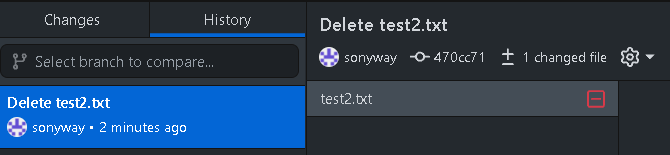 Changes
History
Select branch to compare...
Delete test2.txt
sonyway • 2 minutes ago
Delete test2.txt
sonyway 470cc71 1 changed file
test2.txt